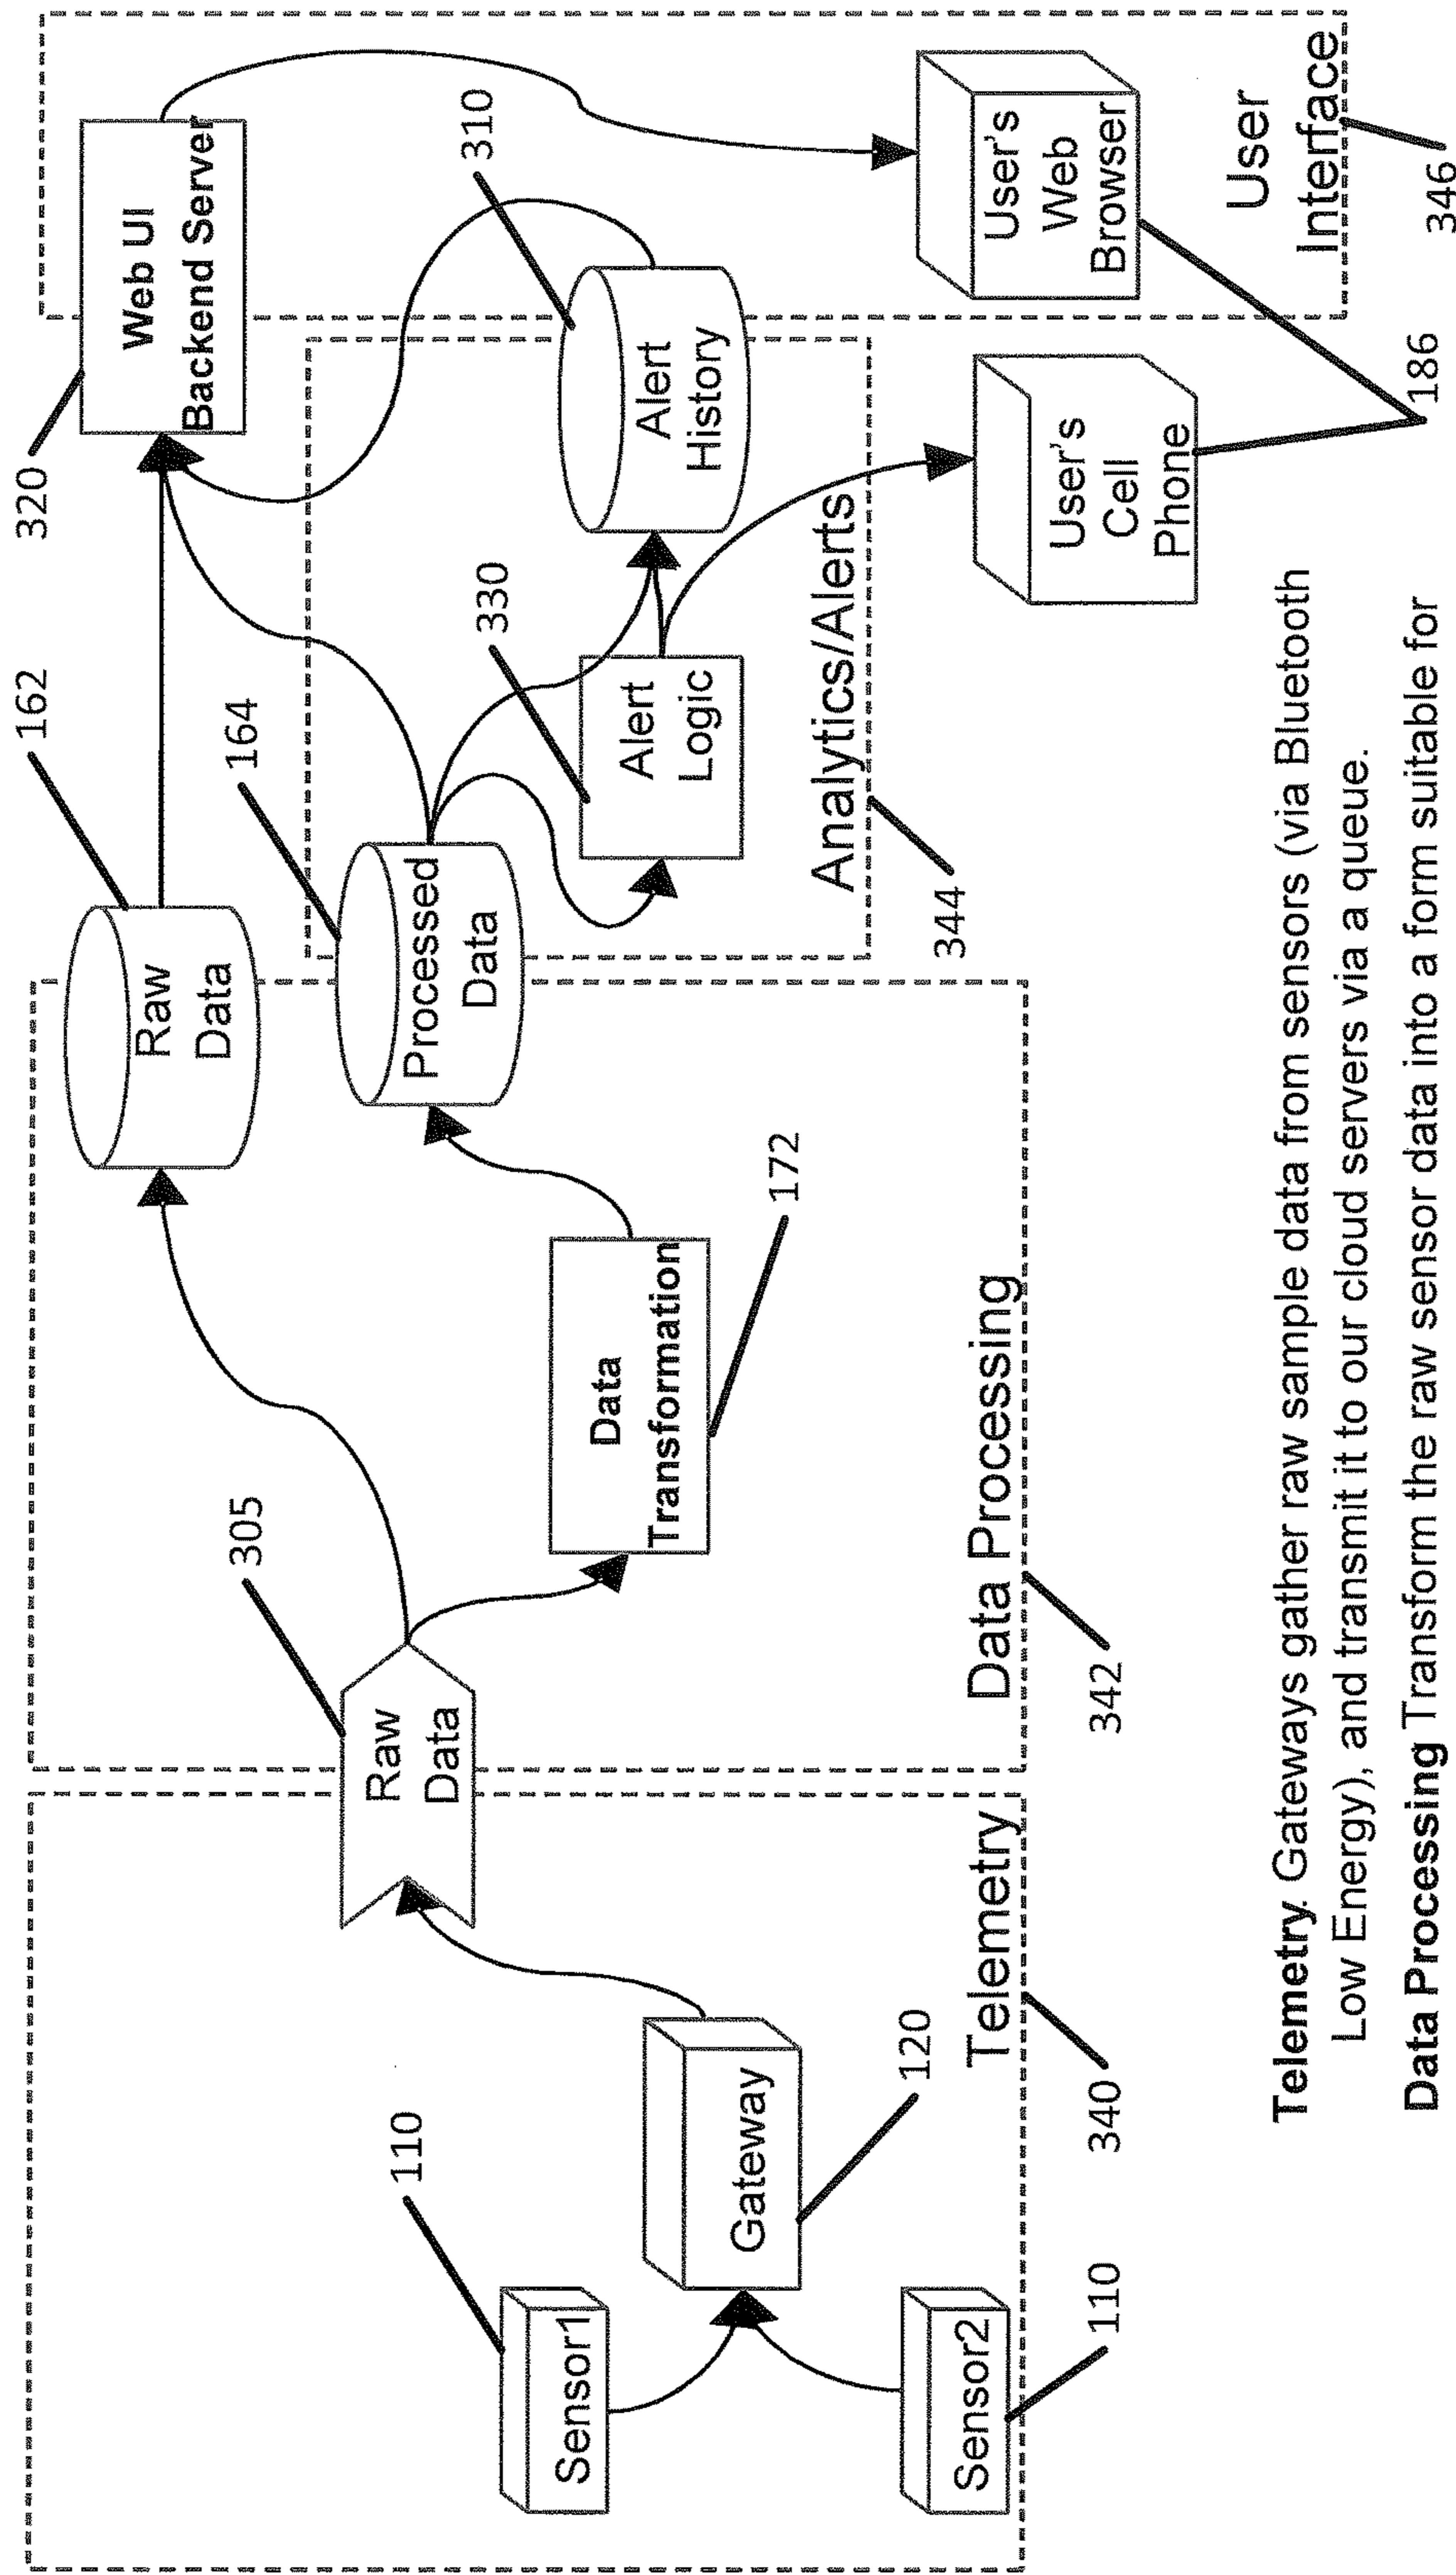 320
Web UI
Backend Server
162
Raw
Data
310
164
330
Alert
History
305
Processed
Data
Alert
Logic
Raw
Data
Data
Transformation
172
User's
Web
Browser
110
Sensor1
Gateway
120
Analytics/Alerts
344
User's
Cell
Phone
186
User
Interface
346
Sensor2
110
Telemetry
340
Data Processing
342
Telemetry. Gateways gather raw sample data from sensors (via Bluetooth
Low Energy), and transmit it to our cloud servers via a queue.
Data Processing Transform the raw sensor data into a form suitable for